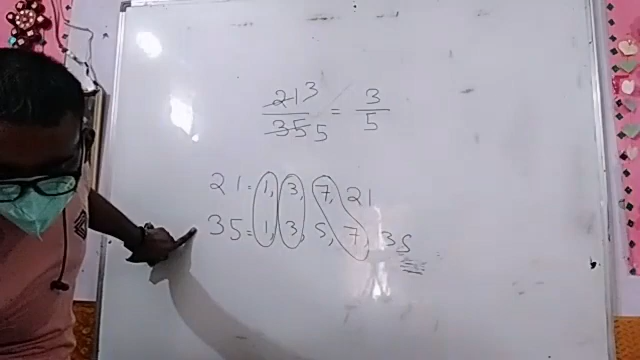 21 3
35 5 = 3/5
21 = 1, 3, 7, 21
35 = 1, 3, 5, 7, 35